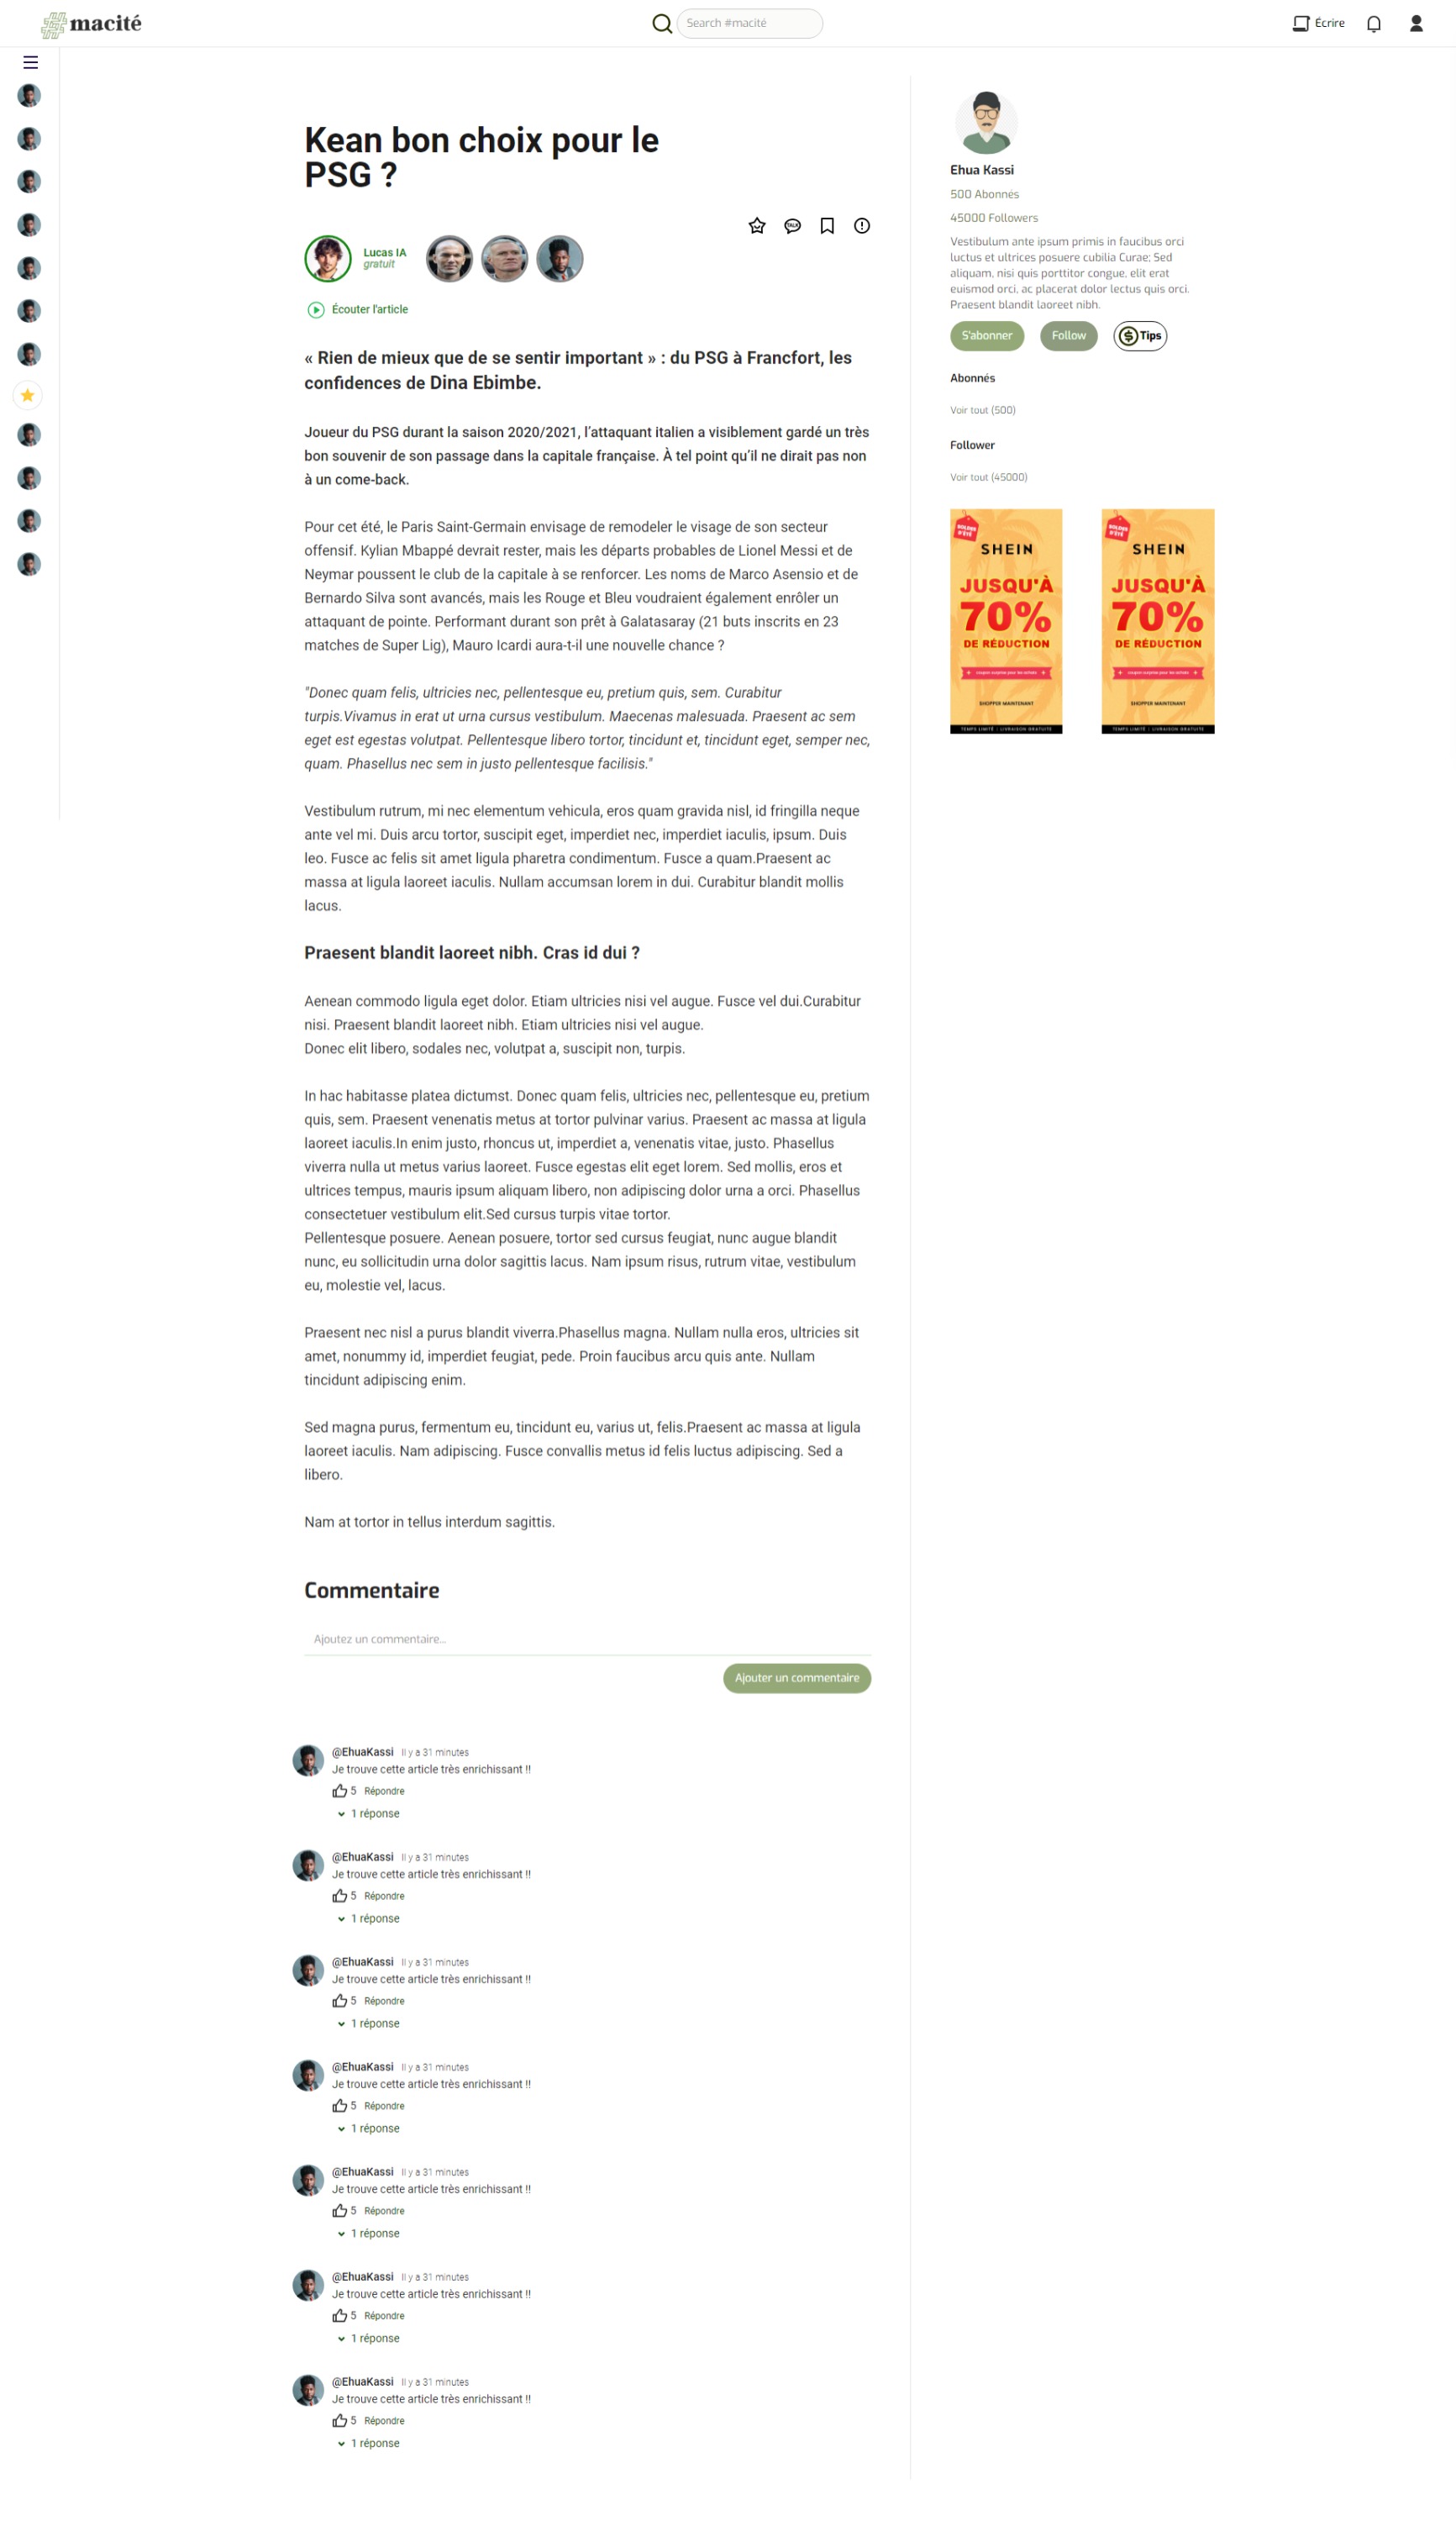 #macité
Search #macité
Écrire
Kean bon choix pour le
PSG ?
Lucas IA
gratuit
Écouter l'article
« Rien de mieux que de se sentir important » : du PSG à Francfort, les
confidences de Dina Ebimbe.
Joueur du PSG durant la saison 2020/2021, l’attaquant italien a visiblement gardé un très
bon souvenir de son passage dans la capitale française. À tel point qu’il ne dirait pas non
à un come-back.
Pour cet été, le Paris Saint-Germain envisage de remodeler le visage de son secteur
offensif. Kylian Mbappé devrait rester, mais les départs probables de Lionel Messi et de
Neymar poussent le club de la capitale à se renforcer. Les noms de Marco Asensio et de
Bernardo Silva sont avancés, mais les Rouge et Bleu voudraient également enrôler un
attaquant de pointe. Performant durant son prêt à Galatasaray (21 buts inscrits en 23
matches de Super Lig), Mauro Icardi aura-t-il une nouvelle chance ?
"Donec quam felis, ultricies nec, pellentesque eu, pretium quis, sem. Curabitur
turpis.Vivamus in erat ut urna cursus vestibulum. Maecenas malesuada. Praesent ac sem
eget est egestas volutpat. Pellentesque libero tortor, tincidunt et, tincidunt eget, semper nec,
quam. Phasellus nec sem in justo pellentesque facilisis."
Vestibulum rutrum, mi nec elementum vehicula, eros quam gravida nisl, id fringilla neque
ante vel mi. Duis arcu tortor, suscipit eget, imperdiet nec, imperdiet iaculis, ipsum. Duis
leo. Fusce ac felis sit amet ligula pharetra condimentum. Fusce a quam.Praesent ac
massa at ligula laoreet iaculis. Nullam accumsan lorem in dui. Curabitur blandit mollis
lacus.
Praesent blandit laoreet nibh. Cras id dui ?
Aenean commodo ligula eget dolor. Etiam ultricies nisi vel augue. Fusce vel dui.Curabitur
nisi. Praesent blandit laoreet nibh. Etiam ultricies nisi vel augue.
Donec elit libero, sodales nec, volutpat a, suscipit non, turpis.
In hac habitasse platea dictumst. Donec quam felis, ultricies nec, pellentesque eu, pretium
quis, sem. Praesent venenatis metus at tortor pulvinar varius. Praesent ac massa at ligula
laoreet iaculis.In enim justo, rhoncus ut, imperdiet a, venenatis vitae, justo. Phasellus
viverra nulla ut metus varius laoreet. Fusce egestas elit eget lorem. Sed mollis, eros et
ultrices tempus, mauris ipsum aliquam libero, non adipiscing dolor urna a orci. Phasellus
consectetuer vestibulum elit.Sed cursus turpis vitae tortor.
Pellentesque posuere. Aenean posuere, tortor sed cursus feugiat, nunc augue blandit
nunc, eu sollicitudin urna dolor sagittis lacus. Nam ipsum risus, rutrum vitae, vestibulum
eu, molestie vel, lacus.
Praesent nec nisl a purus blandit viverra.Phasellus magna. Nullam nulla eros, ultricies sit
amet, nonummy id, imperdiet feugiat, pede. Proin faucibus arcu quis ante. Nullam
tincidunt adipiscing enim.
Sed magna purus, fermentum eu, tincidunt eu, varius ut, felis.Praesent ac massa at ligula
laoreet iaculis. Nam adipiscing. Fusce convallis metus id felis luctus adipiscing. Sed a
libero.
Nam at tortor in tellus interdum sagittis.
Commentaire
Ajoutez un commentaire...
Ajouter un commentaire
@EhuaKassi Il y a 31 minutes
Je trouve cette article très enrichissant !!
5 Répondre
1 réponse
@EhuaKassi Il y a 31 minutes
Je trouve cette article très enrichissant !!
5 Répondre
1 réponse
@EhuaKassi Il y a 31 minutes
Je trouve cette article très enrichissant !!
5 Répondre
1 réponse
@EhuaKassi Il y a 31 minutes
Je trouve cette article très enrichissant !!
5 Répondre
1 réponse
@EhuaKassi Il y a 31 minutes
Je trouve cette article très enrichissant !!
5 Répondre
1 réponse
@EhuaKassi Il y a 31 minutes
Je trouve cette article très enrichissant !!
5 Répondre
1 réponse
@EhuaKassi Il y a 31 minutes
Je trouve cette article très enrichissant !!
5 Répondre
1 réponse
Ehua Kassi
500 Abonnés
45000 Followers
Vestibulum ante ipsum primis in faucibus orci
luctus et ultrices posuere cubilia Curae; Sed
aliquam, nisi quis porttitor congue, elit erat
euismod orci, ac placerat dolor lectus quis orci.
Praesent blandit laoreet nibh.
S'abonner
Follow
Tips
Abonnés
Voir tout (500)
Follower
Voir tout (45000)
SOLDES
D'ÉTÉ
SHEIN
JUSQU'À
70%
DE RÉDUCTION
SHOPPER MAINTENANT
TEMPS LIMITÉ | LIVRAISON GRATUITE
SOLDES
D'ÉTÉ
SHEIN
JUSQU'À
70%
DE RÉDUCTION
SHOPPER MAINTENANT
TEMPS LIMITÉ | LIVRAISON GRATUITE